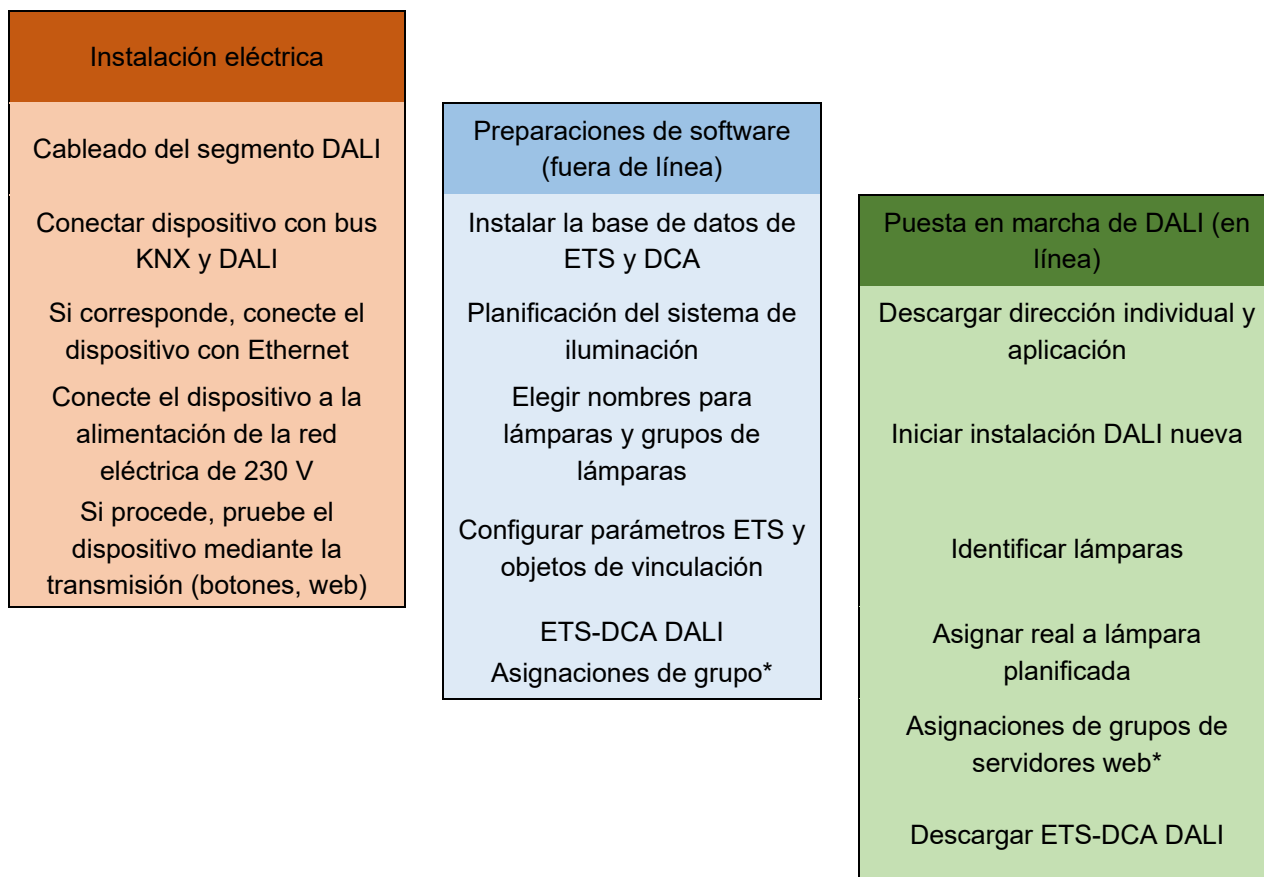 Instalación eléctrica
Cableado del segmento DALI
Conectar dispositivo con bus
KNX y DALI
Si corresponde, conecte el
dispositivo con Ethernet
Conecte el dispositivo a la
alimentación de la red
eléctrica de 230 V
Si procede, pruebe el
dispositivo mediante la
transmisión (botones, web)
Preparaciones de software
(fuera de línea)
Instalar la base de datos de
ETS y DCA
Planificación del sistema de
iluminación
Elegir nombres para
lámparas y grupos de
lámparas
Configurar parámetros ETS y
objetos de vinculación
ETS-DCA DALI
Asignaciones de grupo*
Puesta en marcha de DALI (en
línea)
Descargar dirección individual y
aplicación
Iniciar instalación DALI nueva
Identificar lámparas
Asignar real a lámpara
planificada
Asignaciones de grupos de
servidores web*
Descargar ETS-DCA DALI